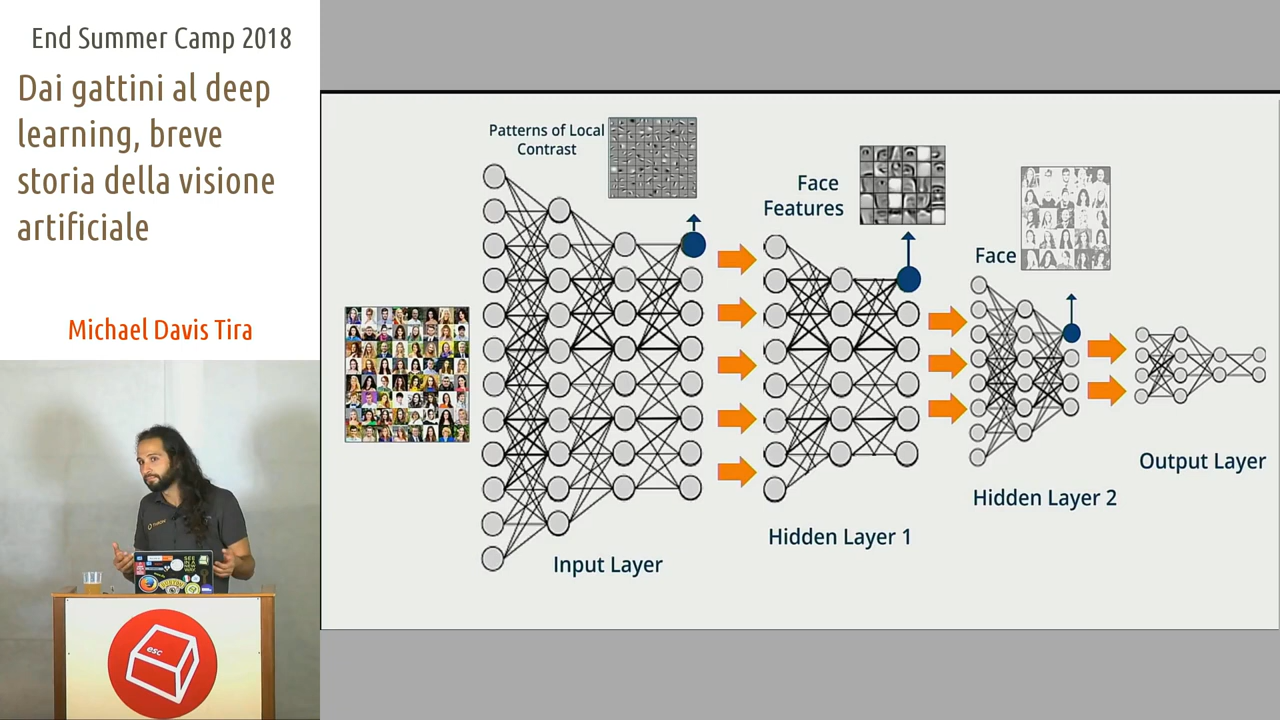 End Summer Camp 2018
Dai gattini al deep
learning, breve
storia della visione
artificiale
Michael Davis Tira
esc
Patterns of Local
Contrast
Face
Features
Face
Input Layer
Hidden Layer 1
Hidden Layer 2
Output Layer